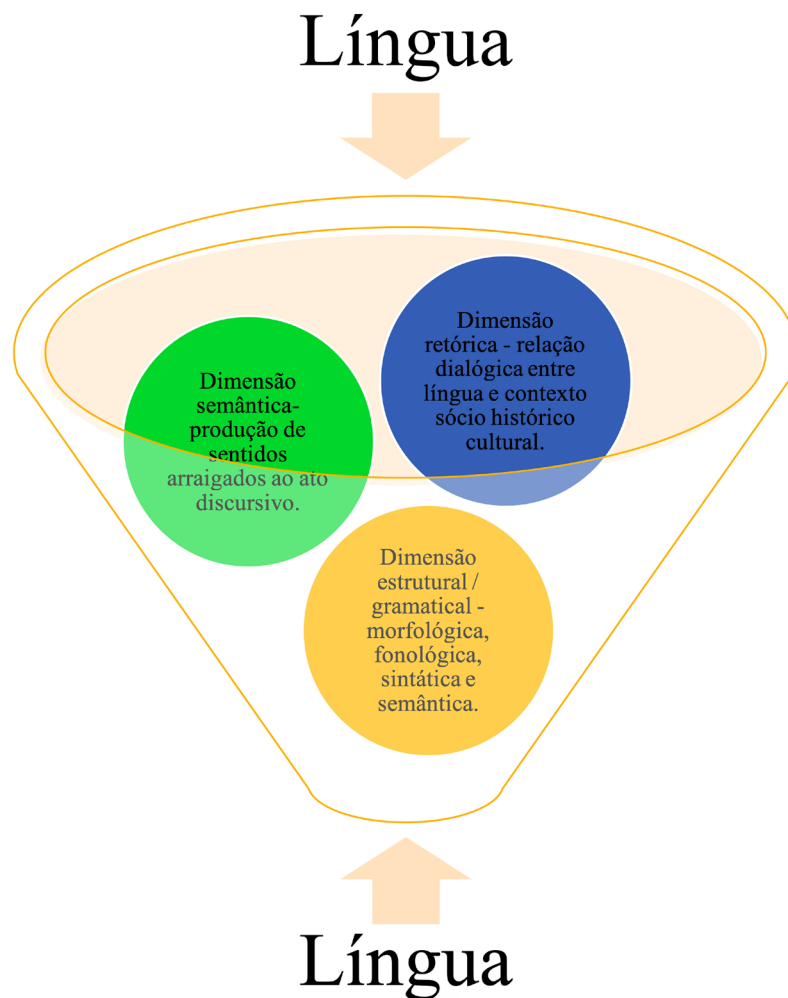 Língua
Dimensão
retórica - relação
dialógica entre
língua e contexto
sócio histórico
cultural.
Dimensão
semântica-
produção de
sentidos
arraigados ao ato
discursivo.
Dimensão
estrutural /
gramatical -
morfológica,
fonológica,
sintática e
semântica.
Língua